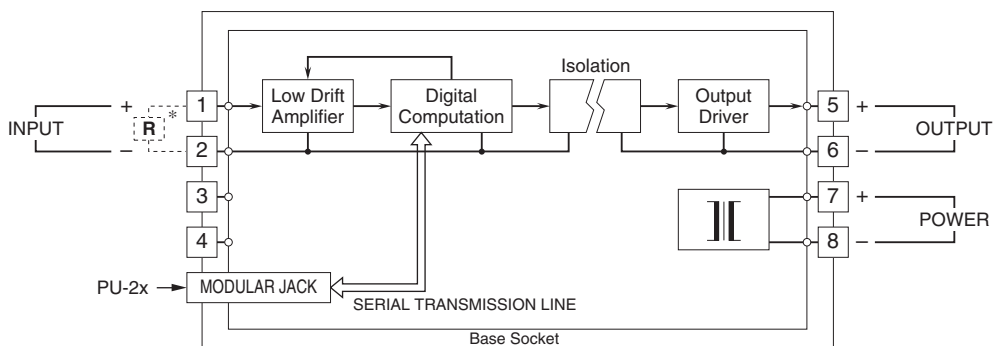 Isolation
INPUT
+
−
R
*
1
2
3
4
Low Drift
Amplifier
Digital
Computation
Output
Driver
5
6
7
8
+
−
OUTPUT
+
−
POWER
PU-2x
MODULAR JACK
SERIAL TRANSMISSION LINE
Base Socket